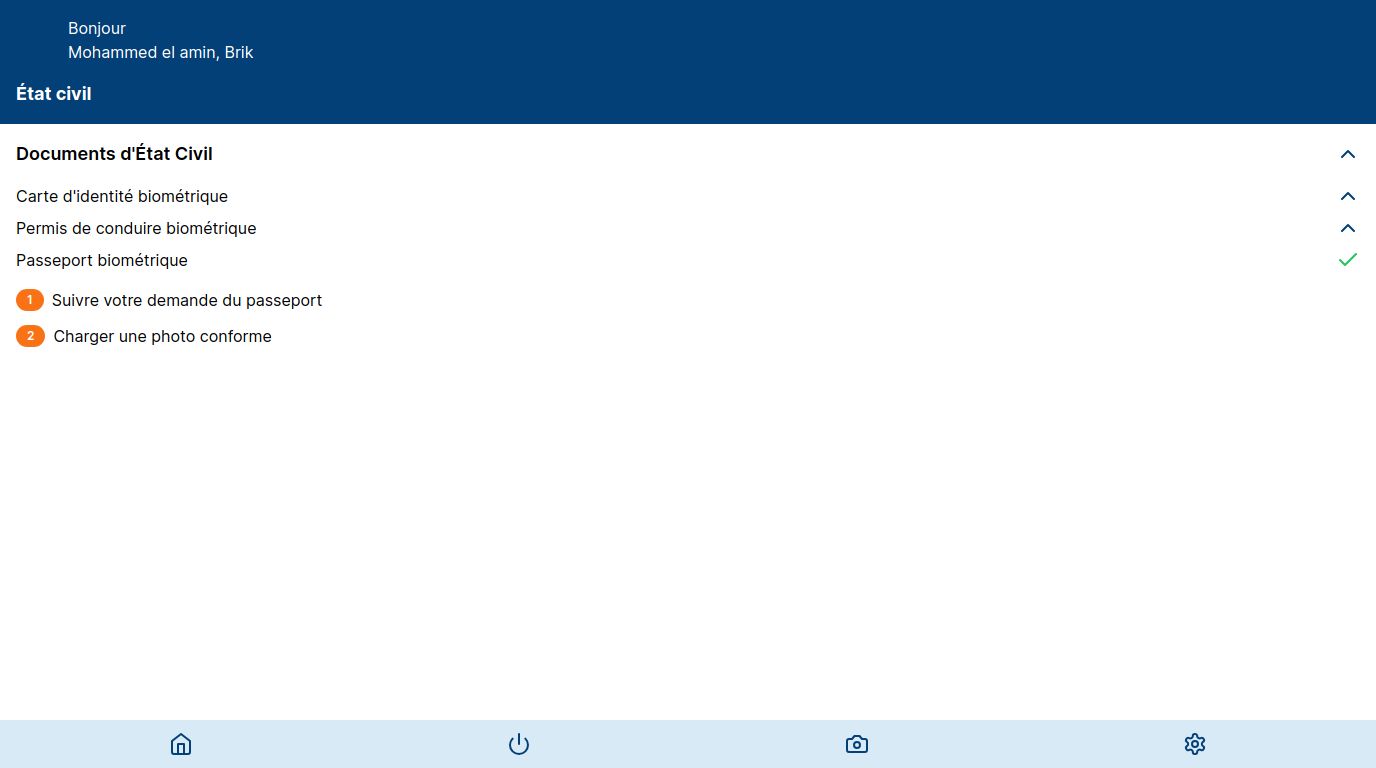 Bonjour
Mohammed el amin, Brik
État civil
Documents d'État Civil
Carte d'identité biométrique
Permis de conduire biométrique
Passeport biométrique
1 Suivre votre demande du passeport
2 Charger une photo conforme